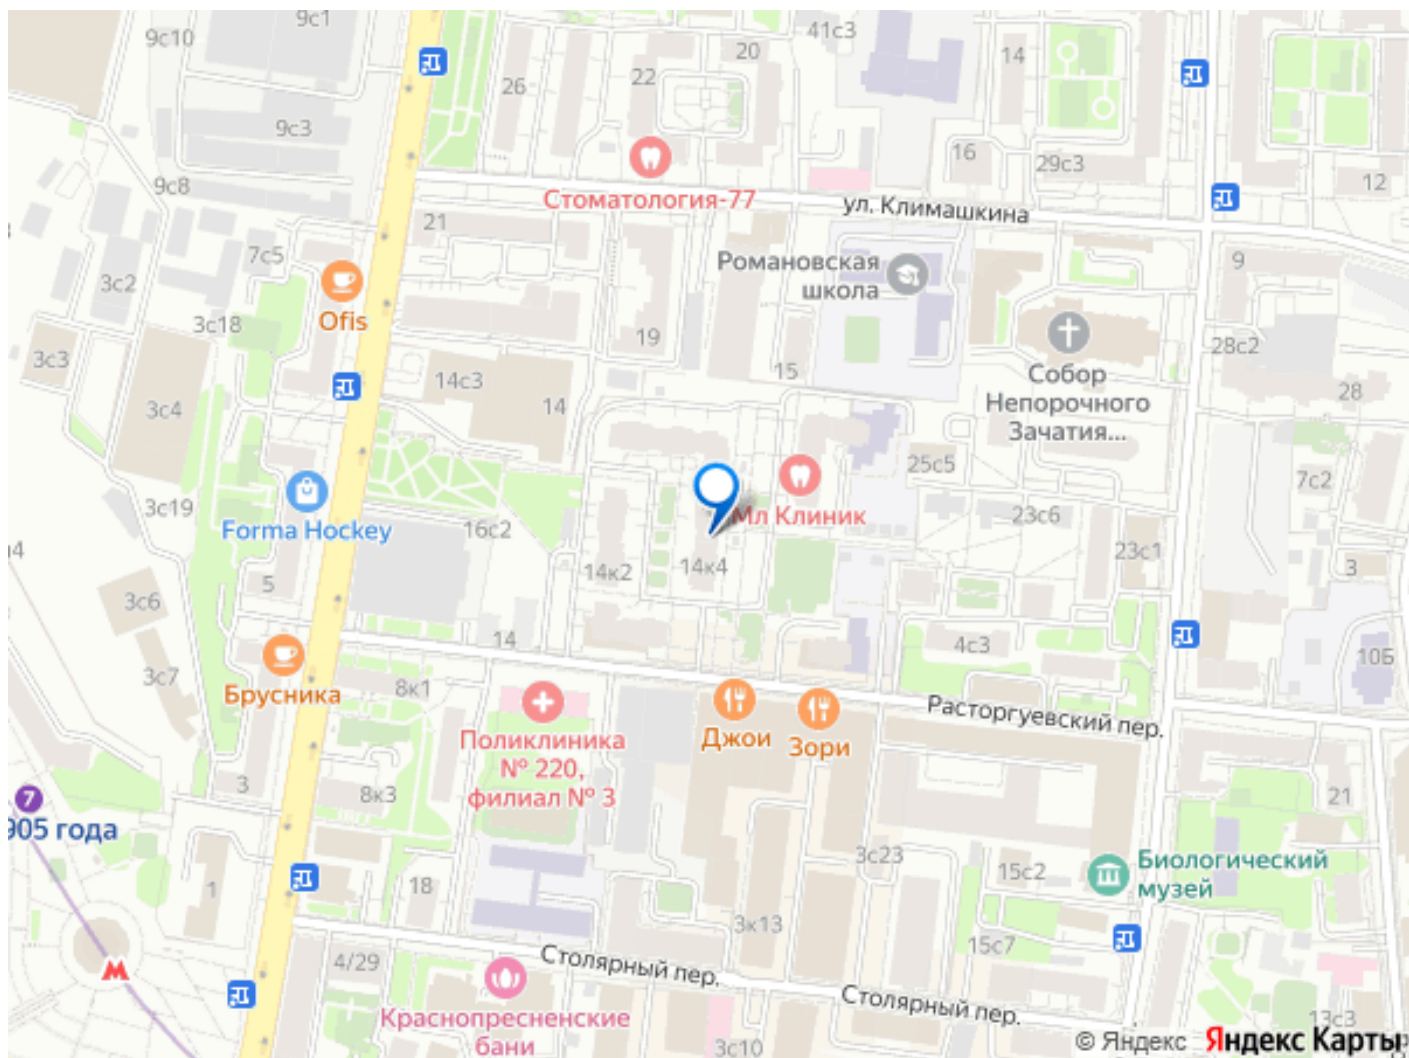 9с1
9с10
41с3
20
14
22
26
9с3
16
29с3
12
9с8
Стоматология-77
ул. Климашкина
21
7с5
Романовская
школа
9
3с2
Ofis
3с18
19
28с2
3с3
15
14с3
Собор
Непорочного
Зачатия...
28
3с4
14
25с5
7с2
3с19
Forma Hockey
16с2
Мл Клиник
23с6
23с1
14к2
14к4
3
5
3с6
14
4с3
10Б
3с7
Брусника
8к1
Расторгуевский пер.
Поликлиника
№ 220,
филиал № 3
Джои
Зори
3
8к3
21
7
905 года
3с23
15с2
Биологический
музей
1
18
3к13
15с7
4/29
Столярный пер.
Столярный пер.
Краснопресненские
бани
3с10
13с3
© Яндекс Яндекс Карты